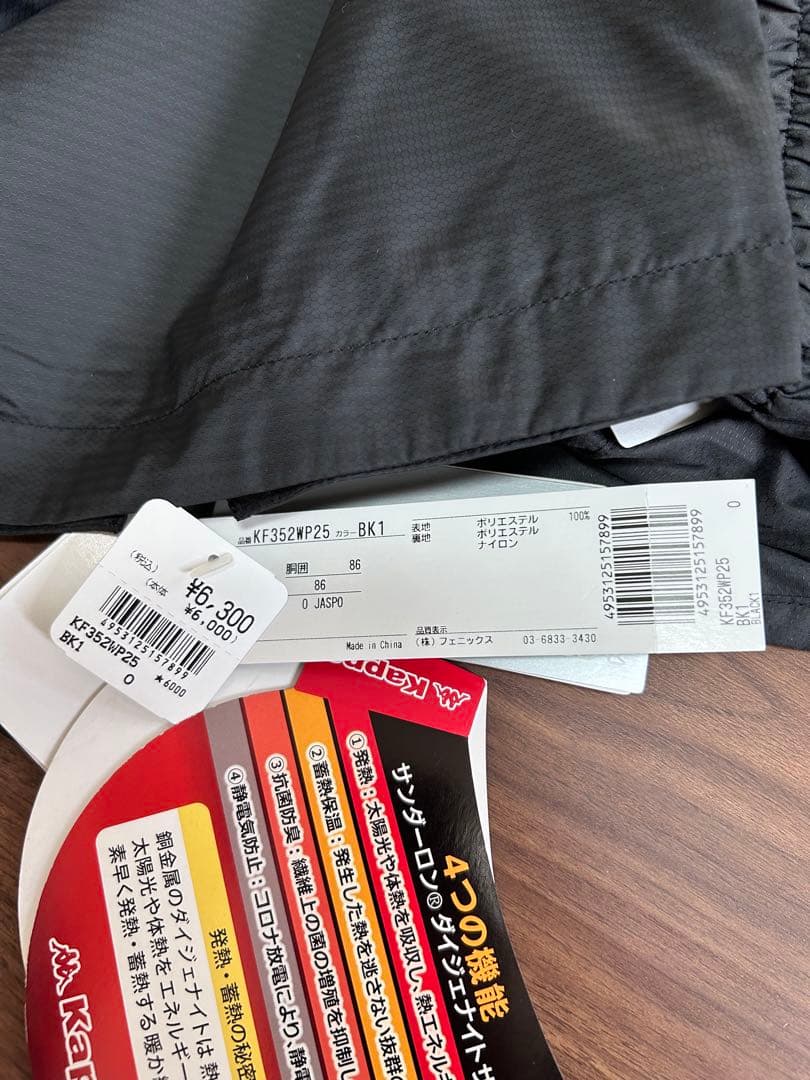 品番 KF352WP25 カラー BK1
表地 ポリエステル 100%
裏地 ポリエステル
ナイロン
胴囲 86
86
0 JASPO
品質表示
Made in China (株) フェニックス 03-6833-3430
4953125157899
4953125157899
KF352WP25
BK1
BLACK1
0
(税込) ¥6,300
(本体 ¥6,000)
4953125157899
KF352WP25
BK1
0
★6000
Kapp
4つの機能
サンダーロン®ダイジェナイトサ
①発熱：太陽光や体熱を吸収し、熱エネルギ
②蓄熱保温：発生した熱を逃さない抜群の
③抗菌防臭：繊維上の菌の増殖を抑制し
④静電気防止：コロナ放電により、静電
発熱・蓄熱の秘密
銅金属のダイジェナイトは熱
太陽光や体熱をエネルギー
素早く発熱・蓄熱する暖か
Kapp